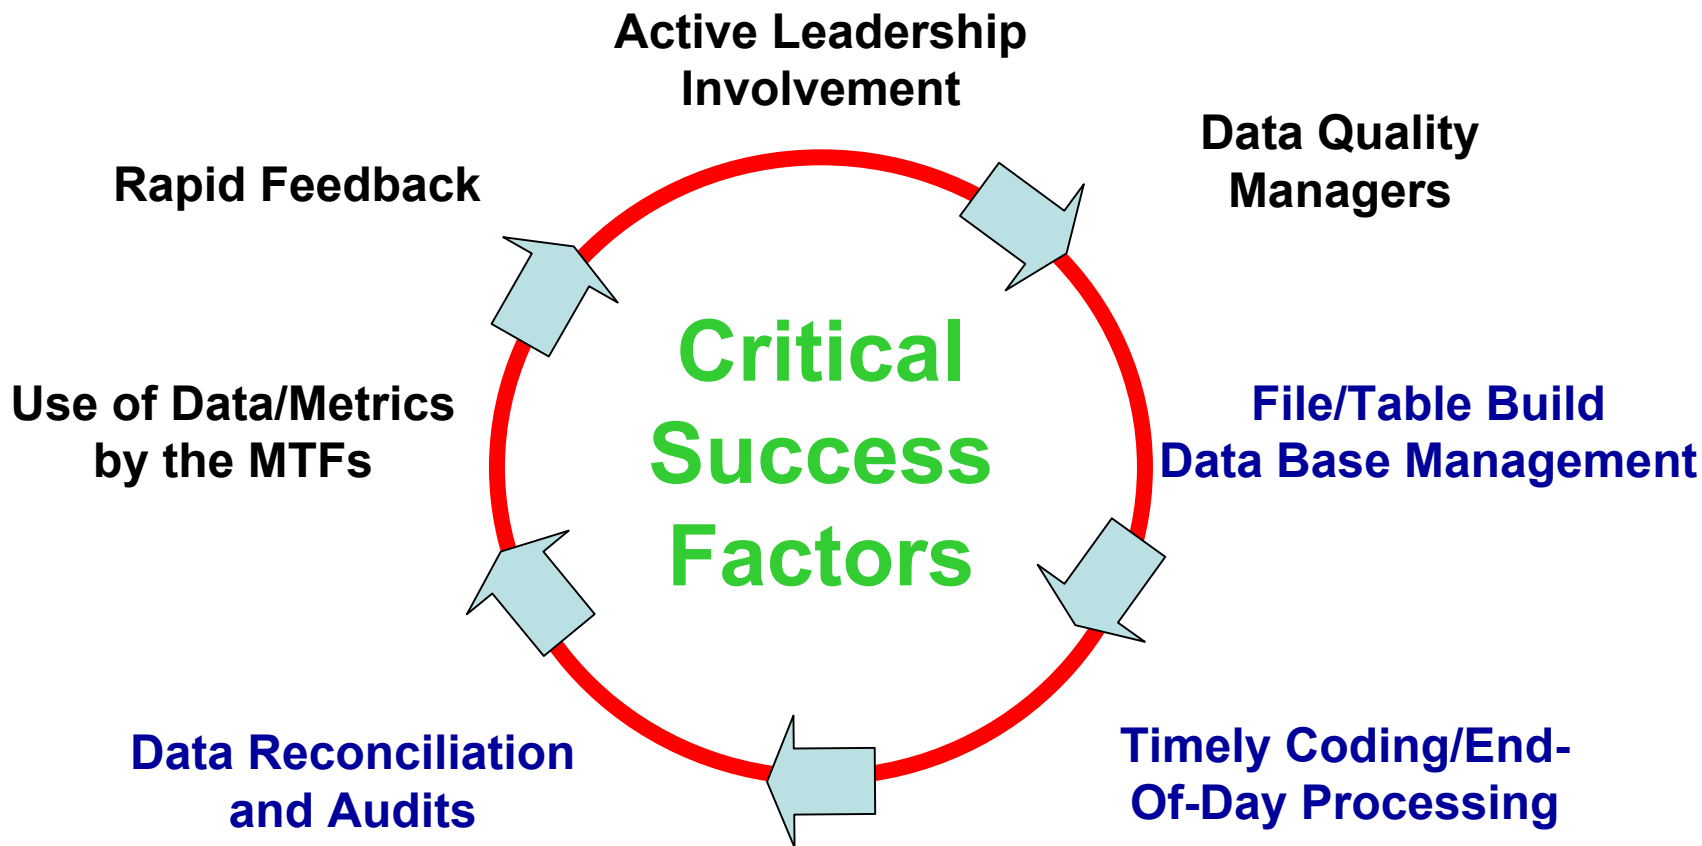 Active Leadership
Involvement
Data Quality
Managers
Rapid Feedback
Critical
Success
Factors
Use of Data/Metrics
by the MTFs
File/Table Build
Data Base Management
Data Reconciliation
and Audits
Timely Coding/End-
Of-Day Processing